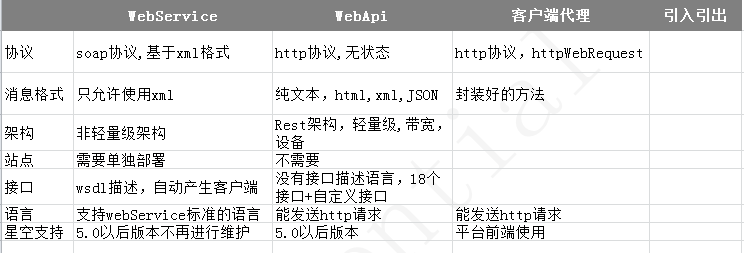 WebService WebApi 客户端代理 引入引出
协议 soap协议,基于xml格式 http协议,无状态 http协议，httpWebRequest
消息格式 只允许使用xml 纯文本，html,xml,JSON 封装好的方法
架构 非轻量级架构 Rest架构，轻量级,带宽，
设备
站点 需要单独部署 不需要
接口 wsdl描述，自动产生客户端 没有接口描述语言，18个
接口+自定义接口
语言 支持webService标准的语言 能发送http请求 能发送http请求
星空支持 5.0以后版本不再进行维护 5.0以后版本 平台前端使用